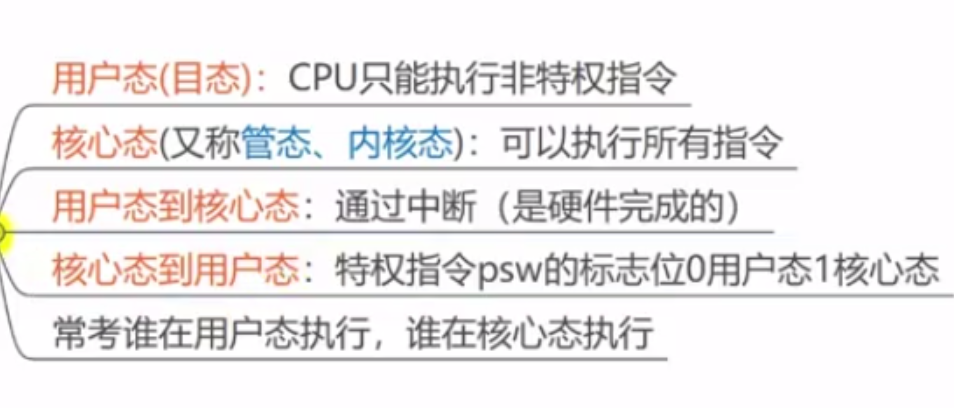 用户态(目态)：CPU只能执行非特权指令
核心态(又称管态、内核态)：可以执行所有指令
用户态到核心态：通过中断（是硬件完成的）
核心态到用户态：特权指令psw的标志位0用户态1核心态
常考谁在用户态执行，谁在核心态执行